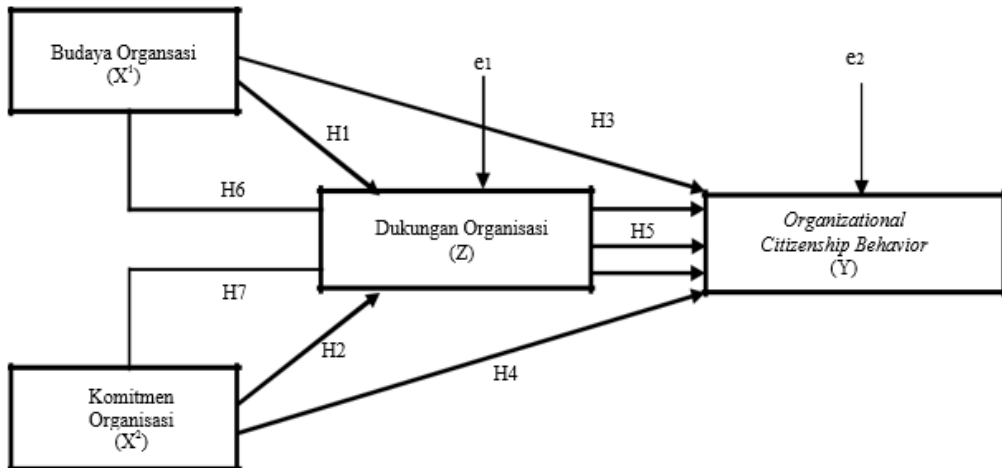 Budaya Organsasi
(X¹)
e1
e2
H3
H1
H6
Dukungan Organisasi
(Z)
H5
Organizational
Citizenship Behavior
(Y)
H7
H2
H4
Komitmen
Organisasi
(X²)